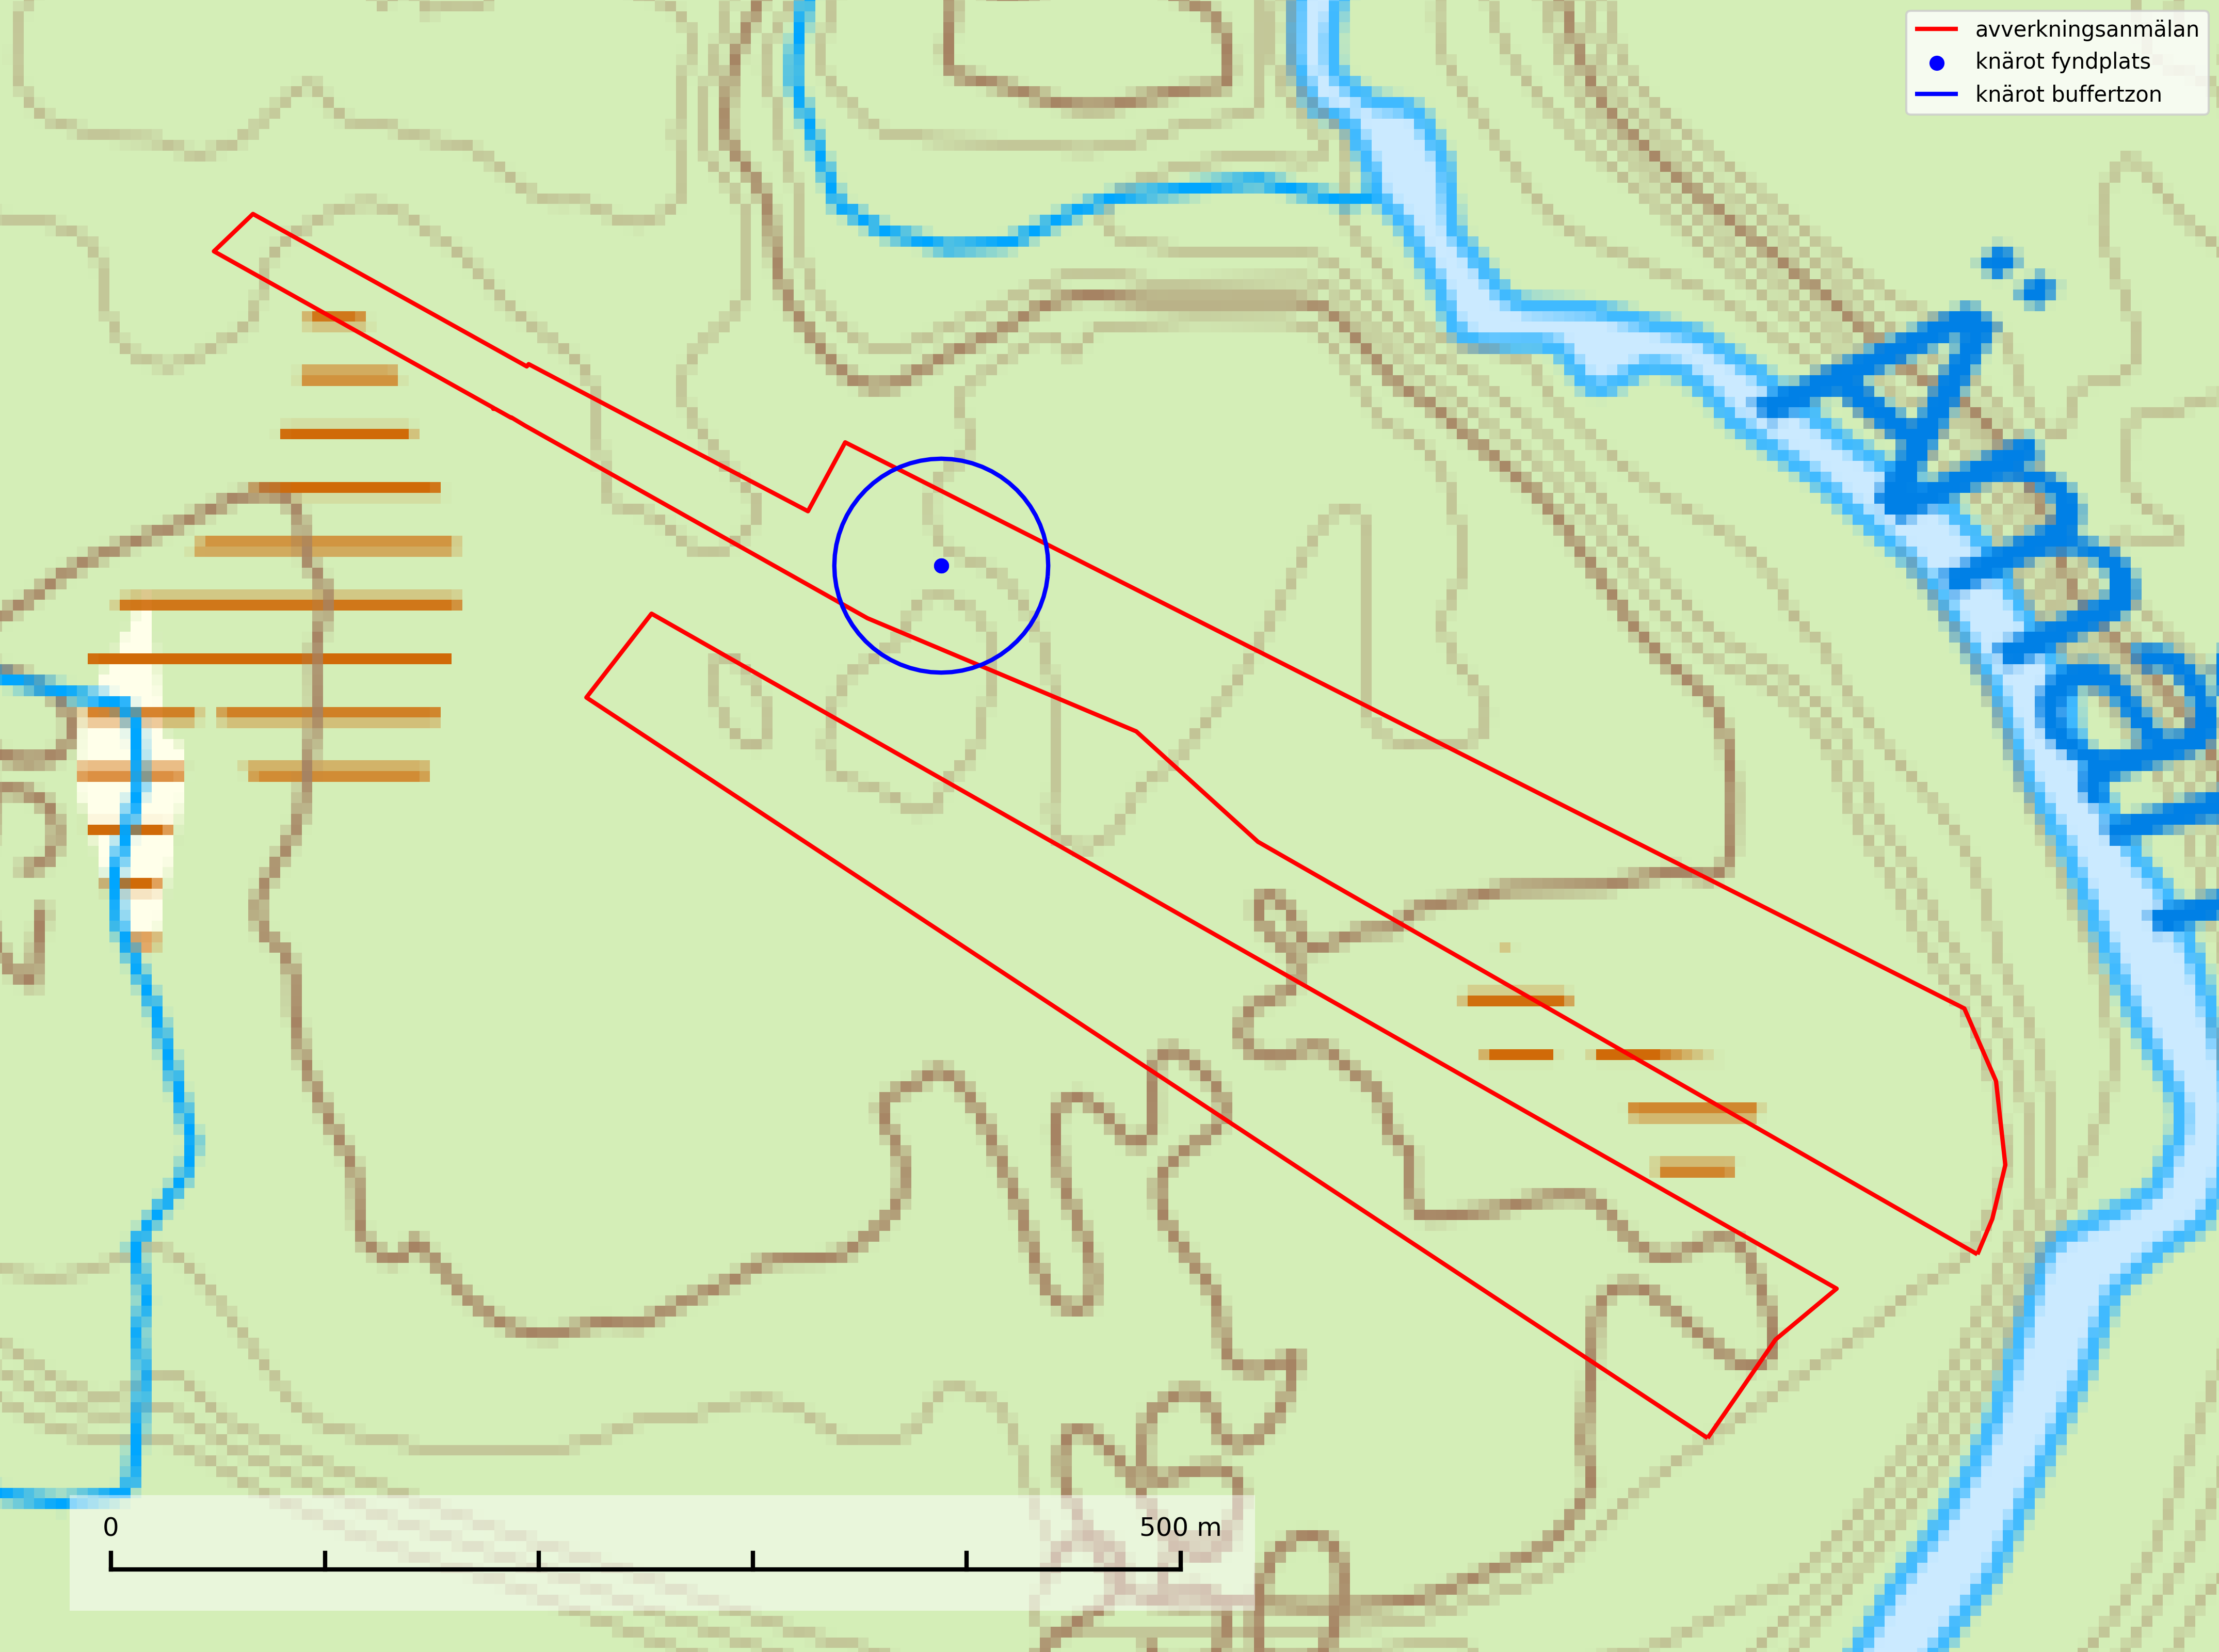 avverkningsanmälan
knärot fyndplats
knärot buffertzon
0
500 m